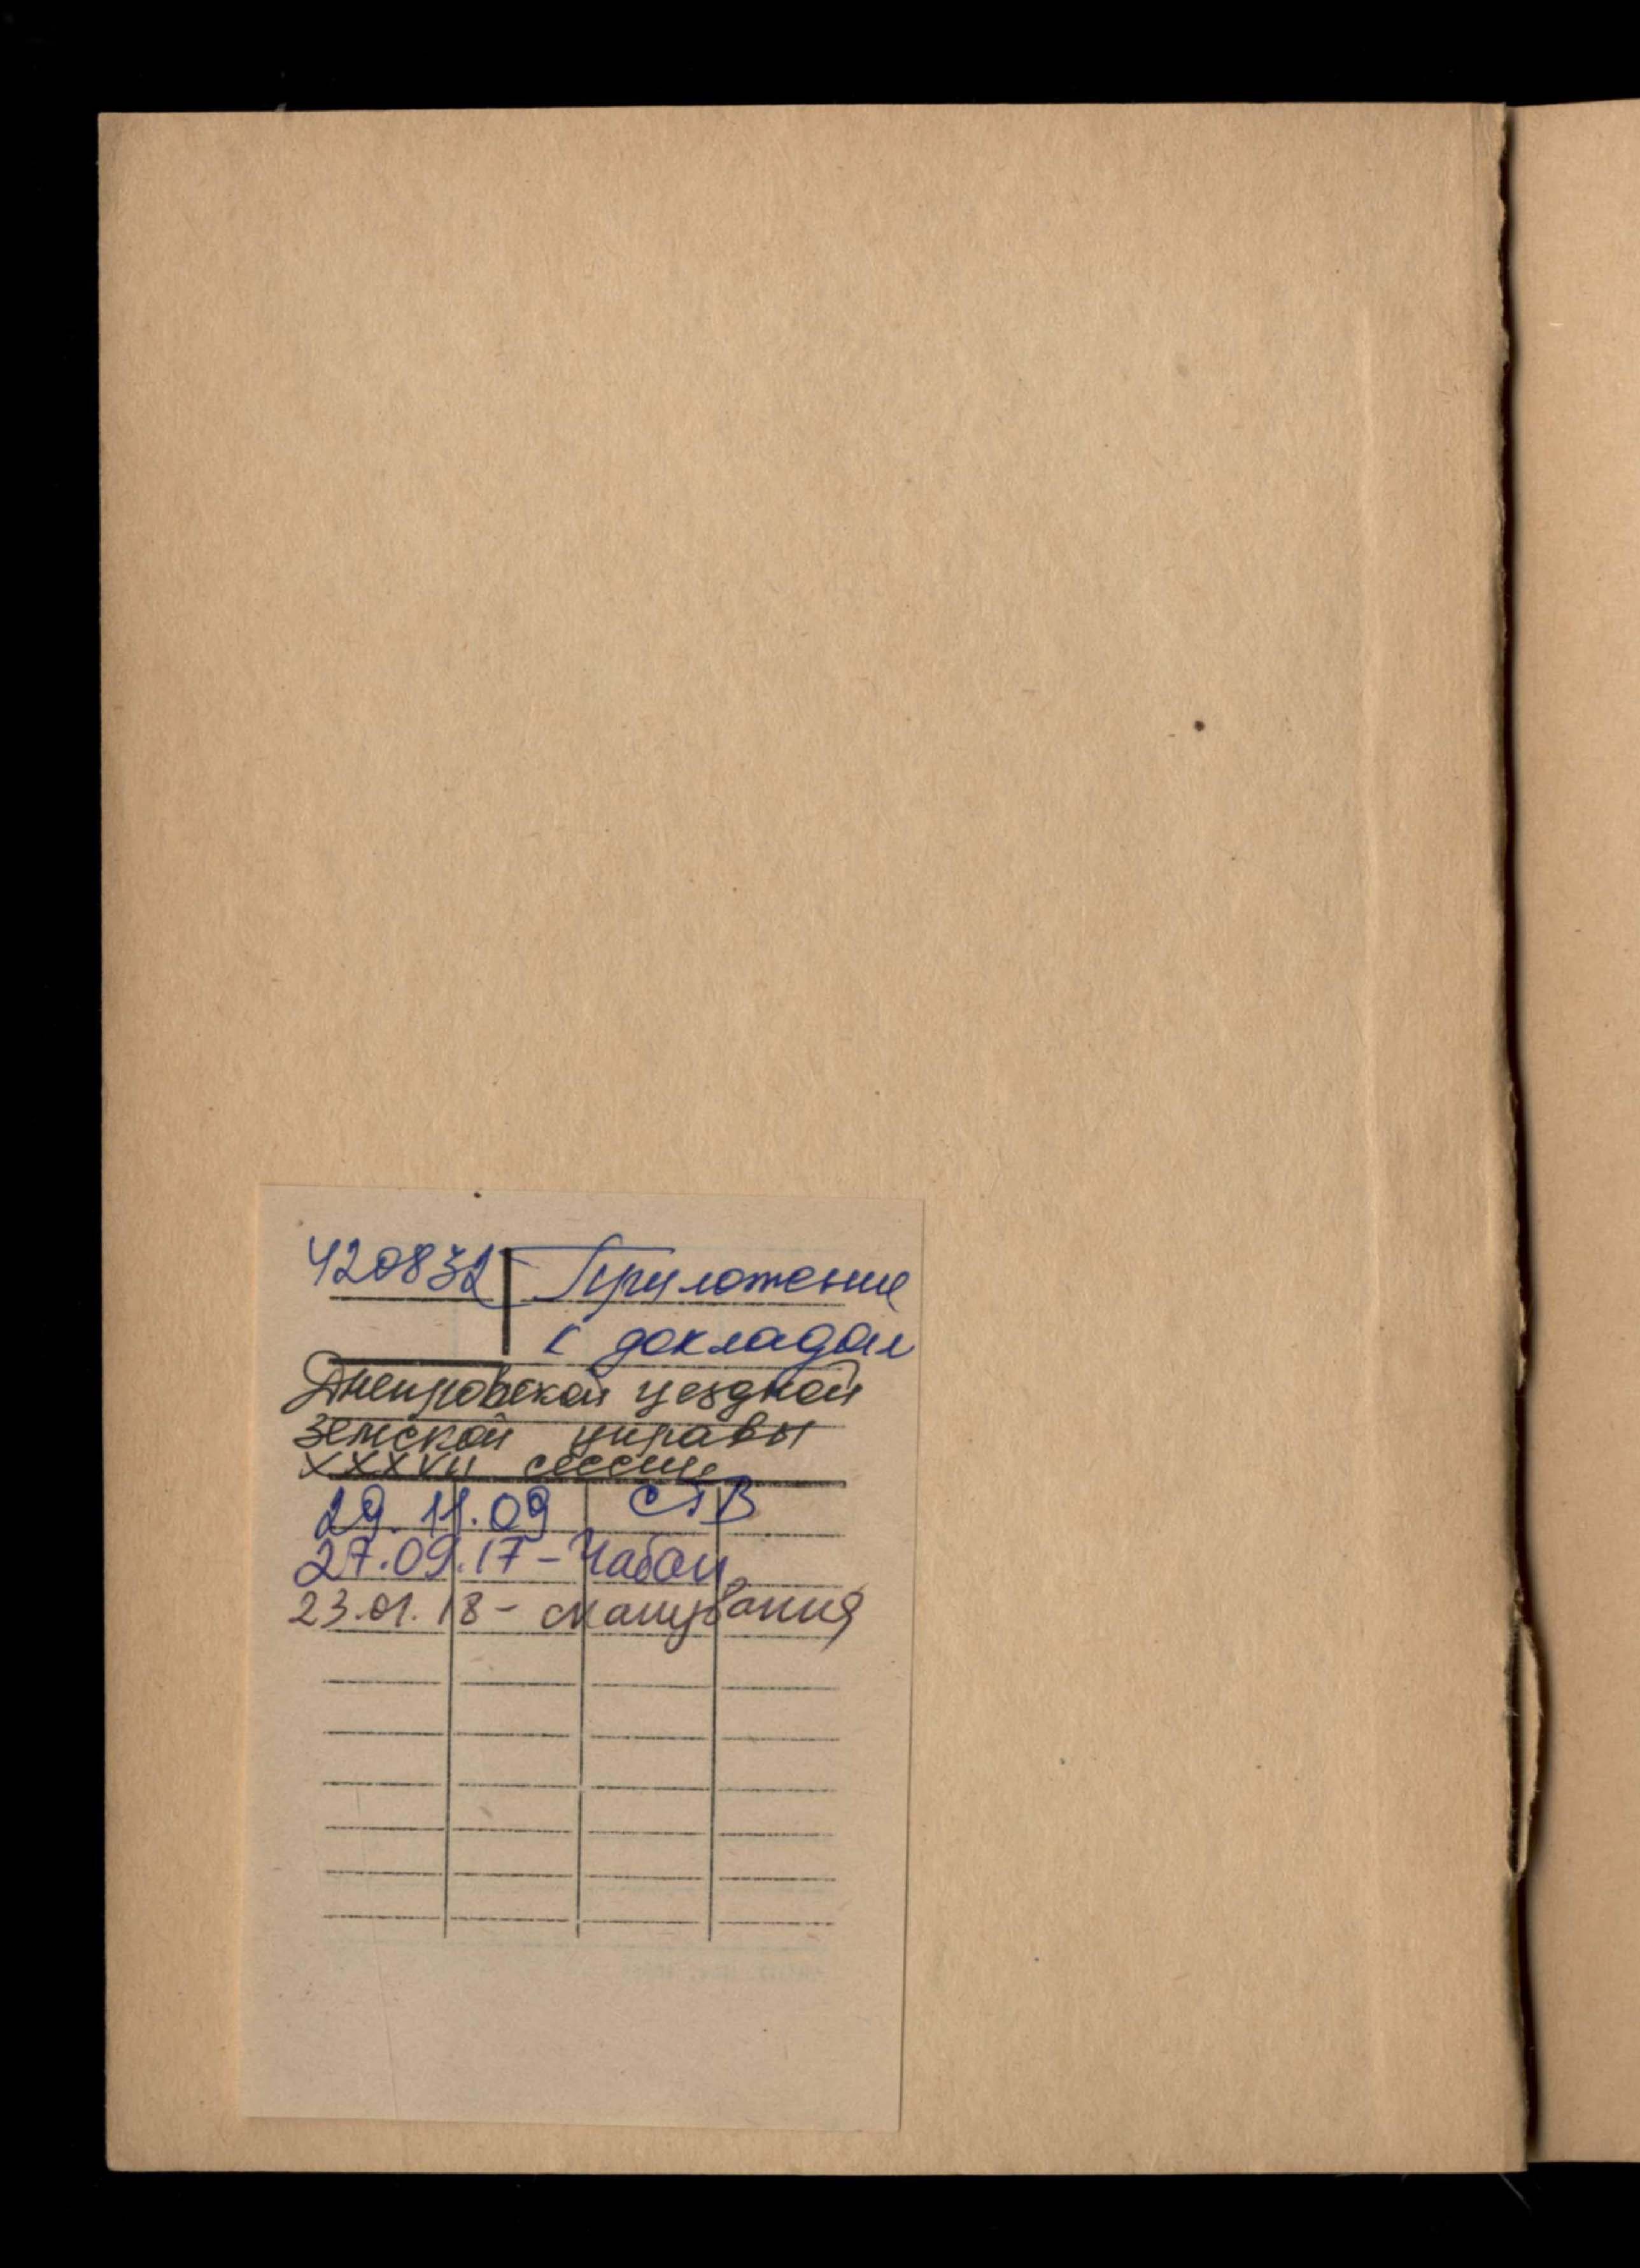 420832 Приложение
к докладам
Днепровской уездной
земской управы
XXXVII сессии
29.11.09 СТВ
27.09.17 - Чабан
23.01.18 - сканування